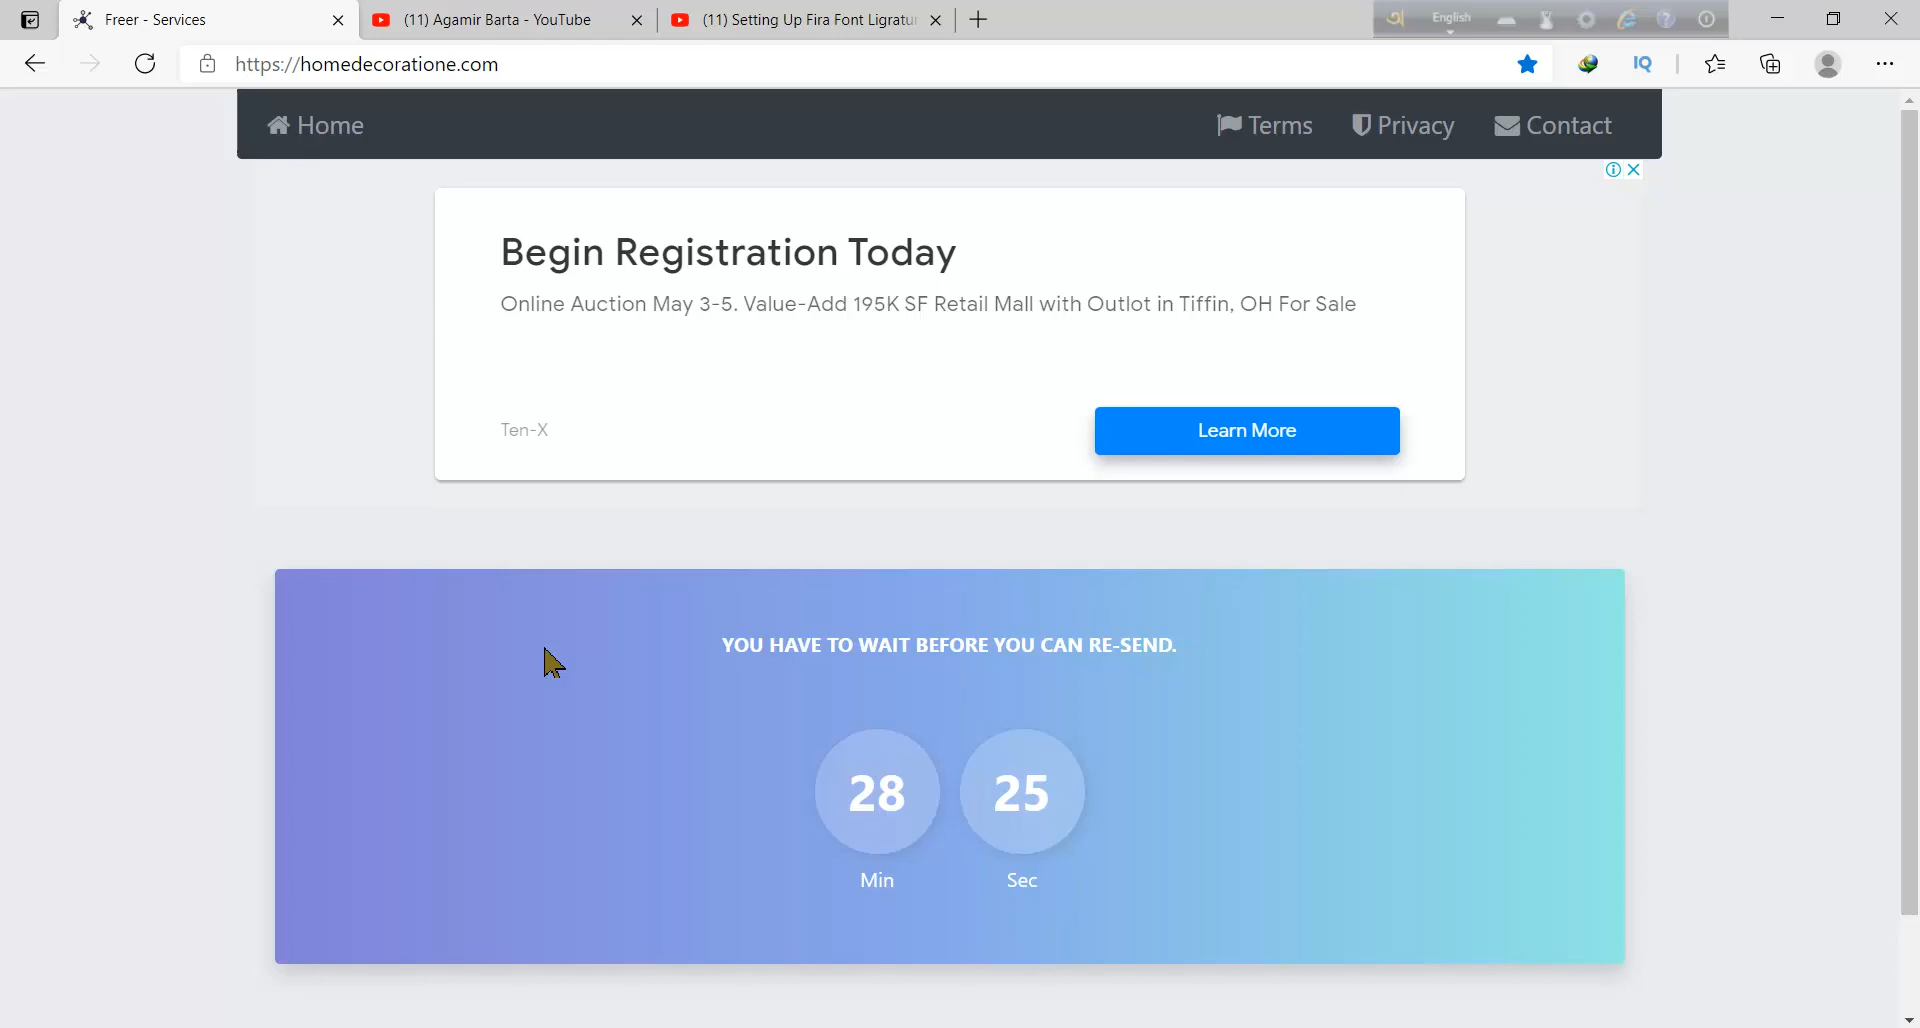 Freer - Services
(11) Agamir Barta - YouTube
(11) Setting Up Fira Font Ligratur
English
https://homedecoratione.com
IQ
Home
Terms
Privacy
Contact
Begin Registration Today
Online Auction May 3-5. Value-Add 195K SF Retail Mall with Outlot in Tiffin, OH For Sale
Ten-X
Learn More
YOU HAVE TO WAIT BEFORE YOU CAN RE-SEND.
28
25
Min
Sec